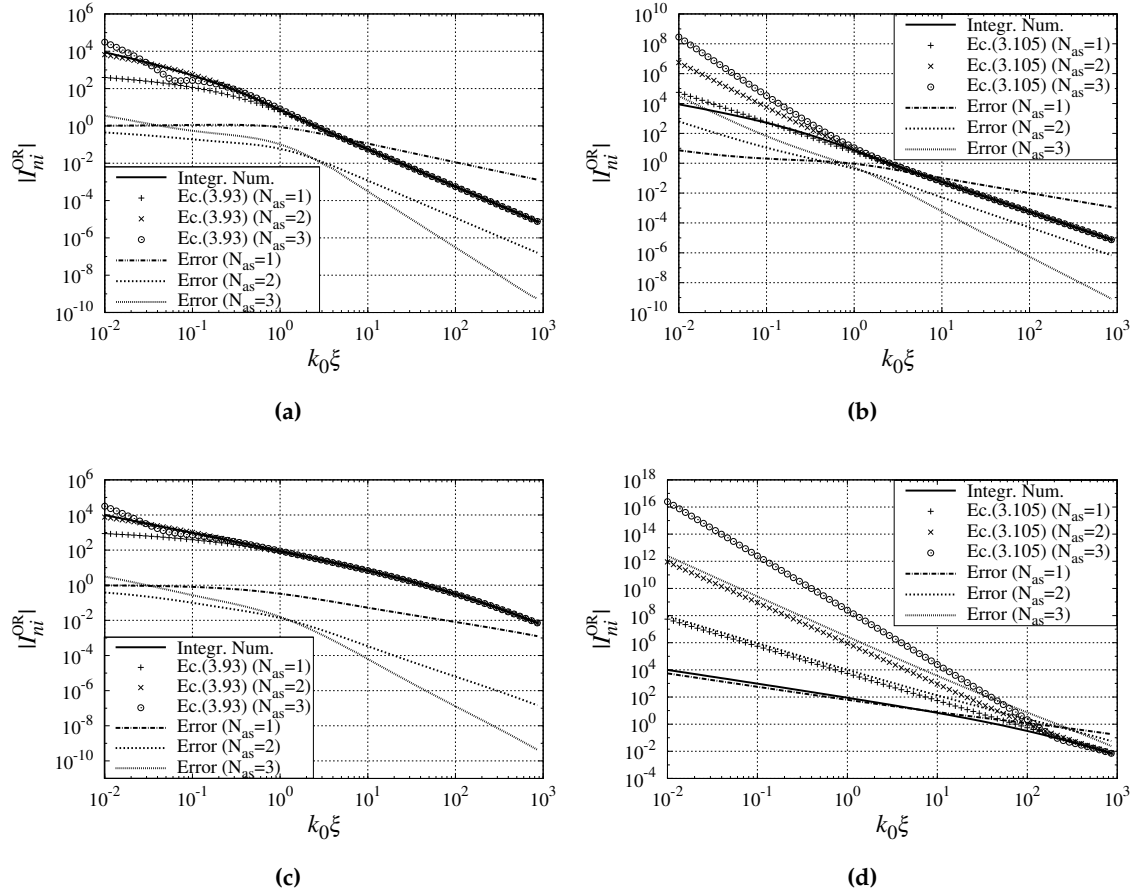 10^6
10^4
10^2
10^0
10^-2
10^-4
10^-6
10^-8
10^-10
|I_ni^OR|
Integr. Num.
Ec.(3.93) (N_as=1)
Ec.(3.93) (N_as=2)
Ec.(3.93) (N_as=3)
Error (N_as=1)
Error (N_as=2)
Error (N_as=3)
10^-2 10^-1 10^0 10^1 10^2 10^3
k_0ξ
(a)
10^10
10^8
10^6
10^4
10^2
10^0
10^-2
10^-4
10^-6
10^-8
10^-10
|I_ni^OR|
Integr. Num.
Ec.(3.105) (N_as=1)
Ec.(3.105) (N_as=2)
Ec.(3.105) (N_as=3)
Error (N_as=1)
Error (N_as=2)
Error (N_as=3)
10^-2 10^-1 10^0 10^1 10^2 10^3
k_0ξ
(b)
10^6
10^4
10^2
10^0
10^-2
10^-4
10^-6
10^-8
10^-10
|I_ni^OR|
Integr. Num.
Ec.(3.93) (N_as=1)
Ec.(3.93) (N_as=2)
Ec.(3.93) (N_as=3)
Error (N_as=1)
Error (N_as=2)
Error (N_as=3)
10^-2 10^-1 10^0 10^1 10^2 10^3
k_0ξ
(c)
10^18
10^16
10^14
10^12
10^10
10^8
10^6
10^4
10^2
10^0
10^-2
10^-4
|I_ni^OR|
Integr. Num.
Ec.(3.105) (N_as=1)
Ec.(3.105) (N_as=2)
Ec.(3.105) (N_as=3)
Error (N_as=1)
Error (N_as=2)
Error (N_as=3)
10^-2 10^-1 10^0 10^1 10^2 10^3
k_0ξ
(d)